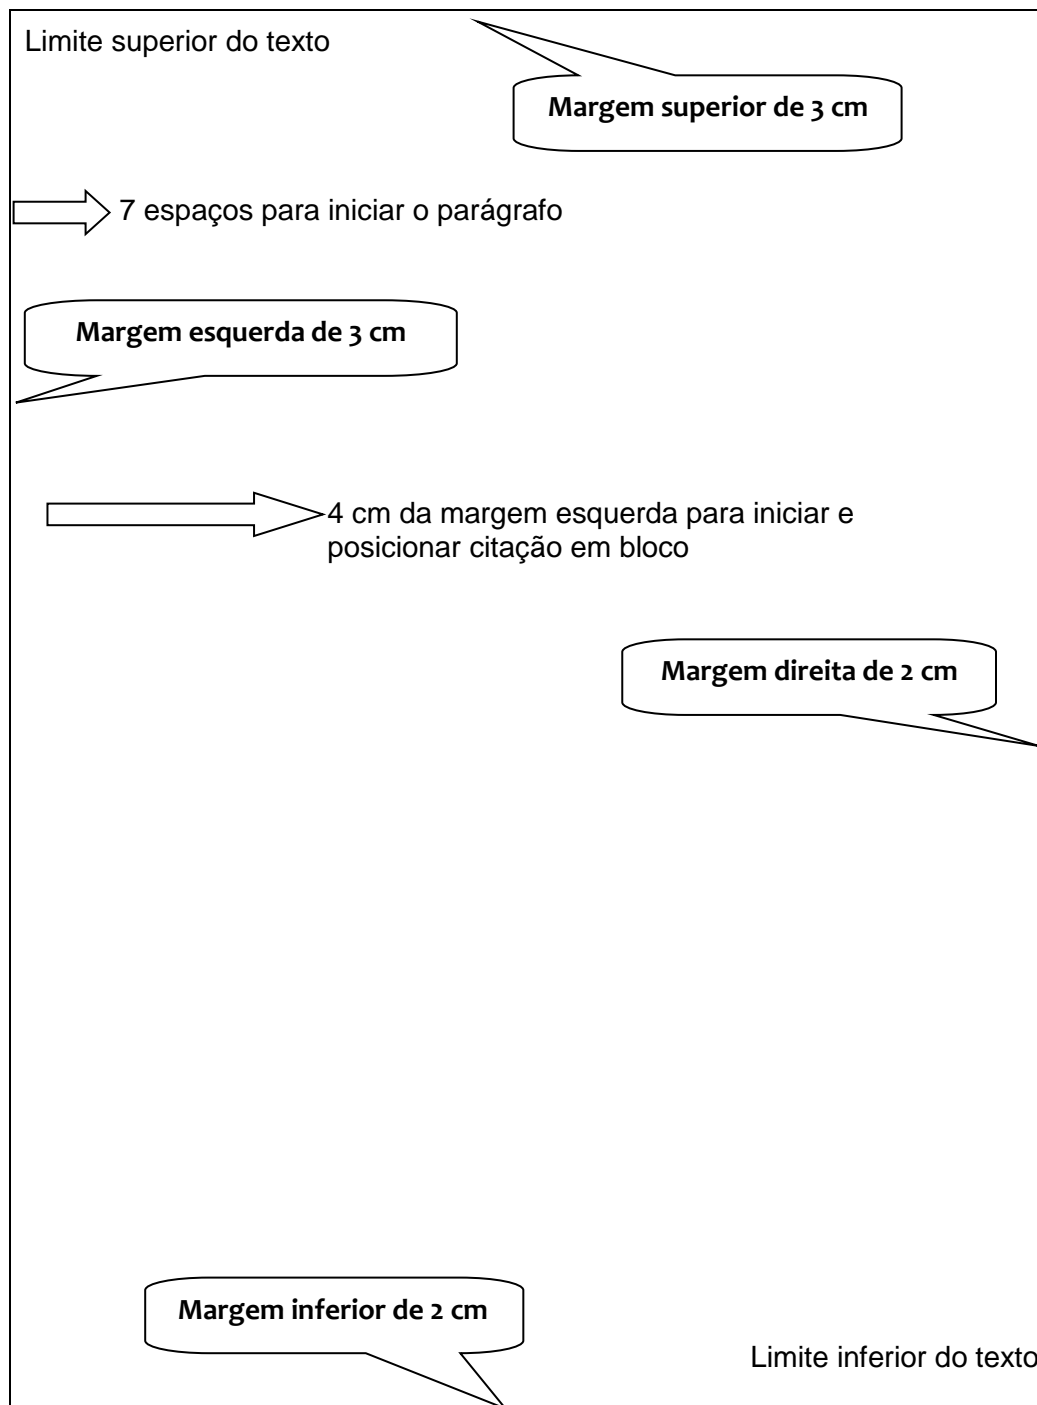 Limite superior do texto
Margem superior de 3 cm
7 espaços para iniciar o parágrafo
Margem esquerda de 3 cm
4 cm da margem esquerda para iniciar e
posicionar citação em bloco
Margem direita de 2 cm
Margem inferior de 2 cm
Limite inferior do texto